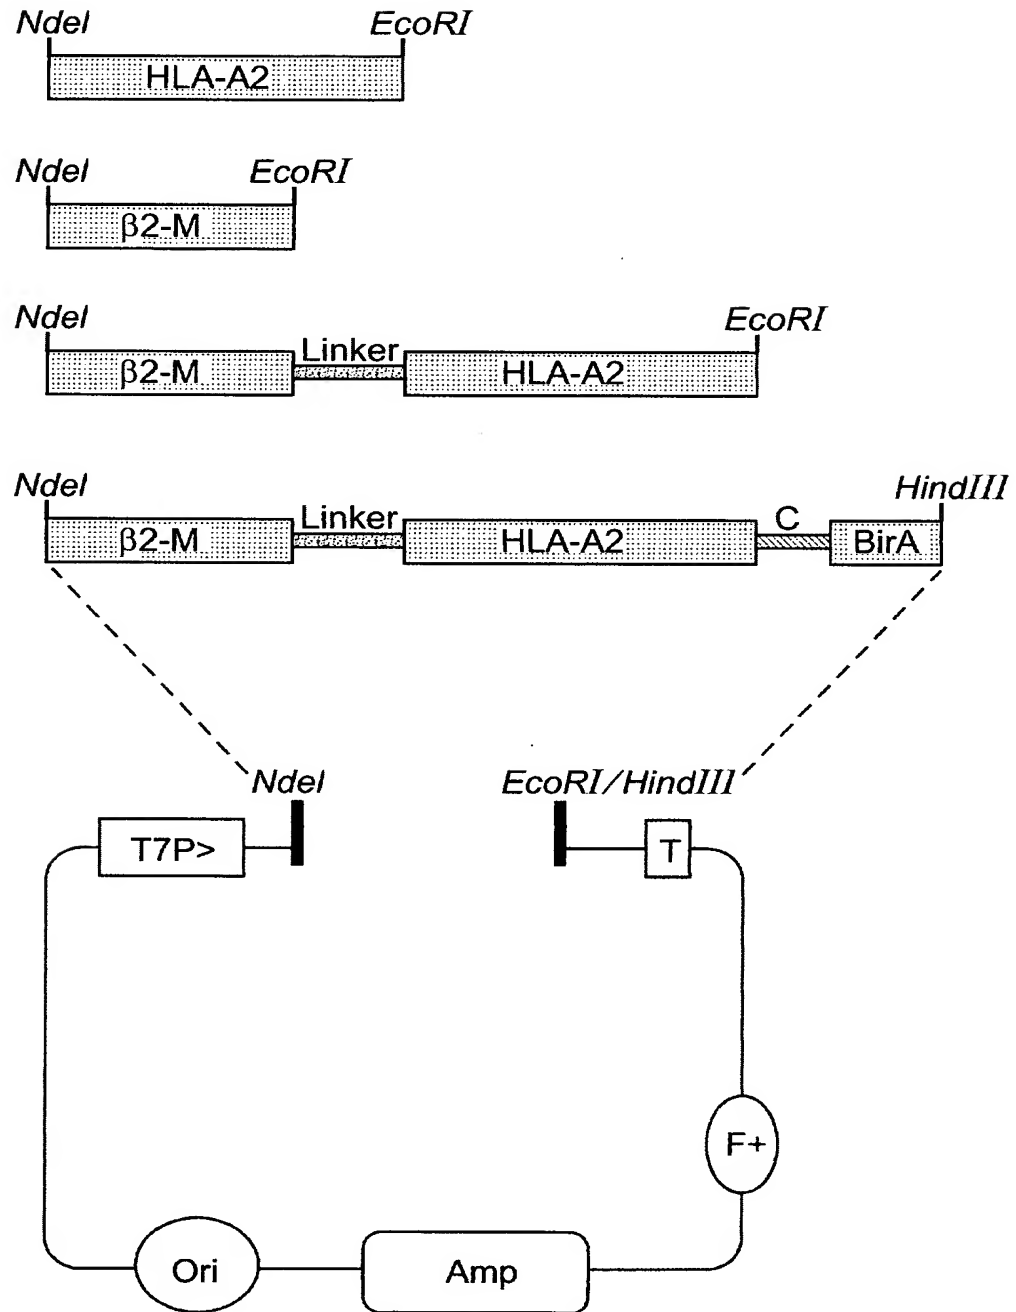 NdeI EcoRI
HLA-A2
NdeI EcoRI
β2-M
NdeI EcoRI
Linker
β2-M HLA-A2
NdeI HindIII
Linker C
β2-M HLA-A2 BirA
NdeI EcoRI/HindIII
T7P> T
F+
Ori Amp